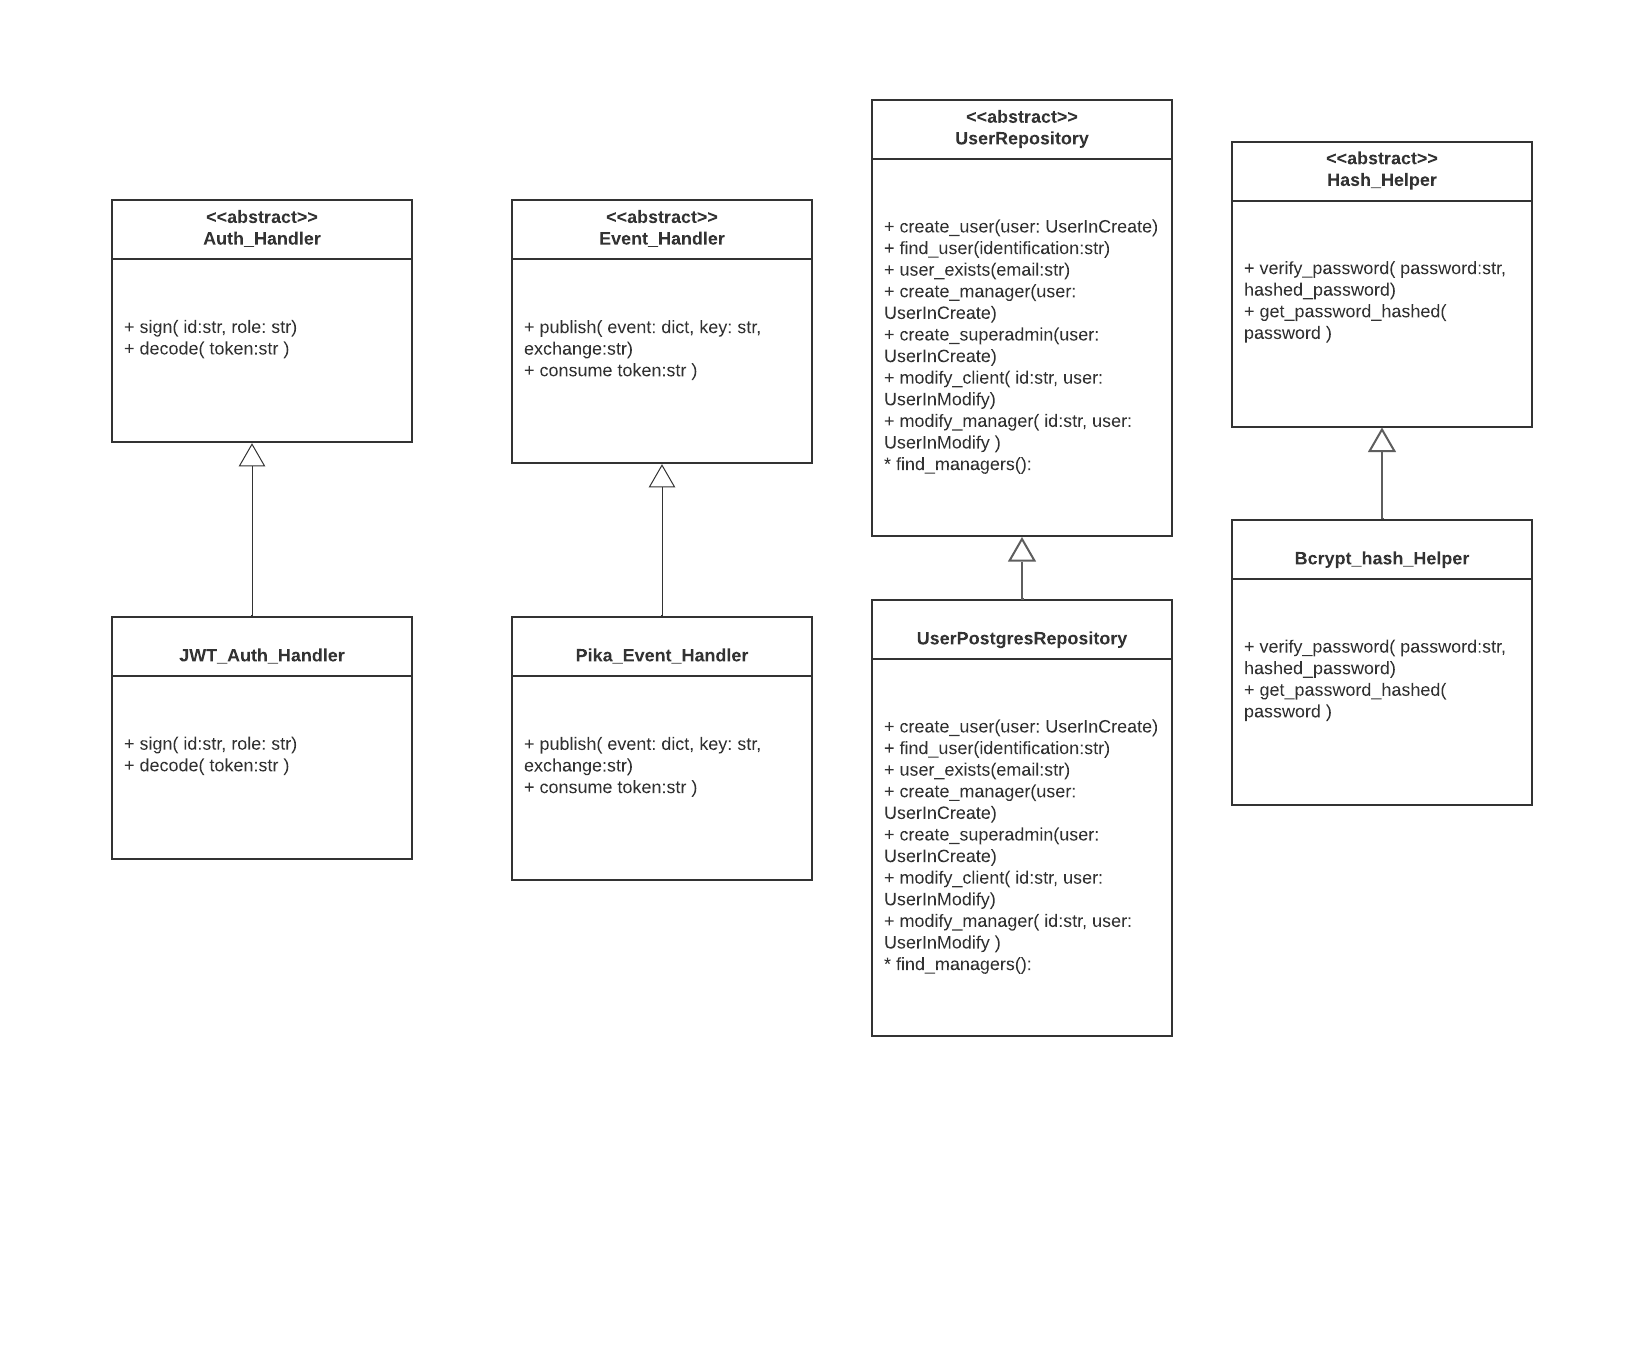 <<abstract>>
Auth_Handler
+ sign( id:str, role: str)
+ decode( token:str )
JWT_Auth_Handler
+ sign( id:str, role: str)
+ decode( token:str )
<<abstract>>
Event_Handler
+ publish( event: dict, key: str,
exchange:str)
+ consume token:str )
Pika_Event_Handler
+ publish( event: dict, key: str,
exchange:str)
+ consume token:str )
<<abstract>>
UserRepository
+ create_user(user: UserInCreate)
+ find_user(identification:str)
+ user_exists(email:str)
+ create_manager(user:
UserInCreate)
+ create_superadmin(user:
UserInCreate)
+ modify_client( id:str, user:
UserInModify)
+ modify_manager( id:str, user:
UserInModify )
* find_managers():
UserPostgresRepository
+ create_user(user: UserInCreate)
+ find_user(identification:str)
+ user_exists(email:str)
+ create_manager(user:
UserInCreate)
+ create_superadmin(user:
UserInCreate)
+ modify_client( id:str, user:
UserInModify)
+ modify_manager( id:str, user:
UserInModify )
* find_managers():
<<abstract>>
Hash_Helper
+ verify_password( password:str,
hashed_password)
+ get_password_hashed(
password )
Bcrypt_hash_Helper
+ verify_password( password:str,
hashed_password)
+ get_password_hashed(
password )